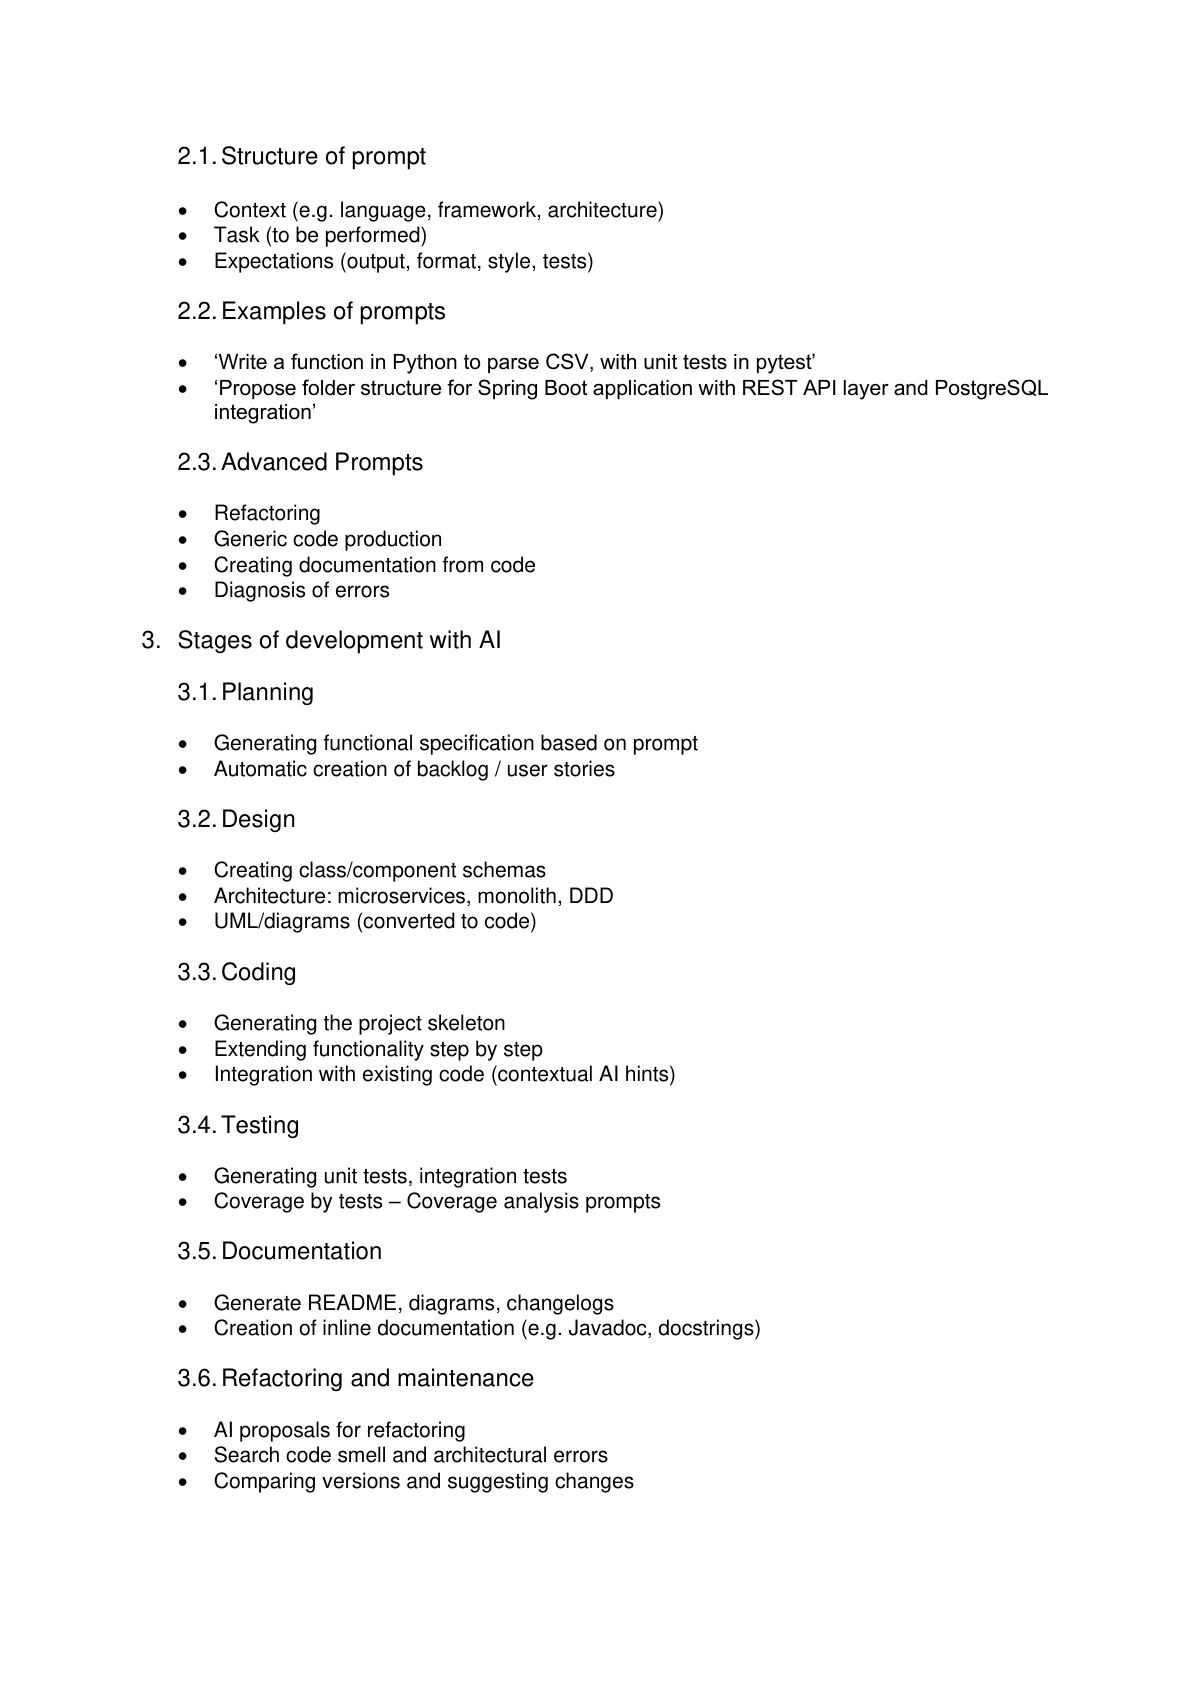 2.1. Structure of prompt
• Context (e.g. language, framework, architecture)
• Task (to be performed)
• Expectations (output, format, style, tests)
2.2. Examples of prompts
• ‘Write a function in Python to parse CSV, with unit tests in pytest’
• ‘Propose folder structure for Spring Boot application with REST API layer and PostgreSQL
integration’
2.3. Advanced Prompts
• Refactoring
• Generic code production
• Creating documentation from code
• Diagnosis of errors
3. Stages of development with AI
3.1. Planning
• Generating functional specification based on prompt
• Automatic creation of backlog / user stories
3.2. Design
• Creating class/component schemas
• Architecture: microservices, monolith, DDD
• UML/diagrams (converted to code)
3.3. Coding
• Generating the project skeleton
• Extending functionality step by step
• Integration with existing code (contextual AI hints)
3.4. Testing
• Generating unit tests, integration tests
• Coverage by tests – Coverage analysis prompts
3.5. Documentation
• Generate README, diagrams, changelogs
• Creation of inline documentation (e.g. Javadoc, docstrings)
3.6. Refactoring and maintenance
• AI proposals for refactoring
• Search code smell and architectural errors
• Comparing versions and suggesting changes